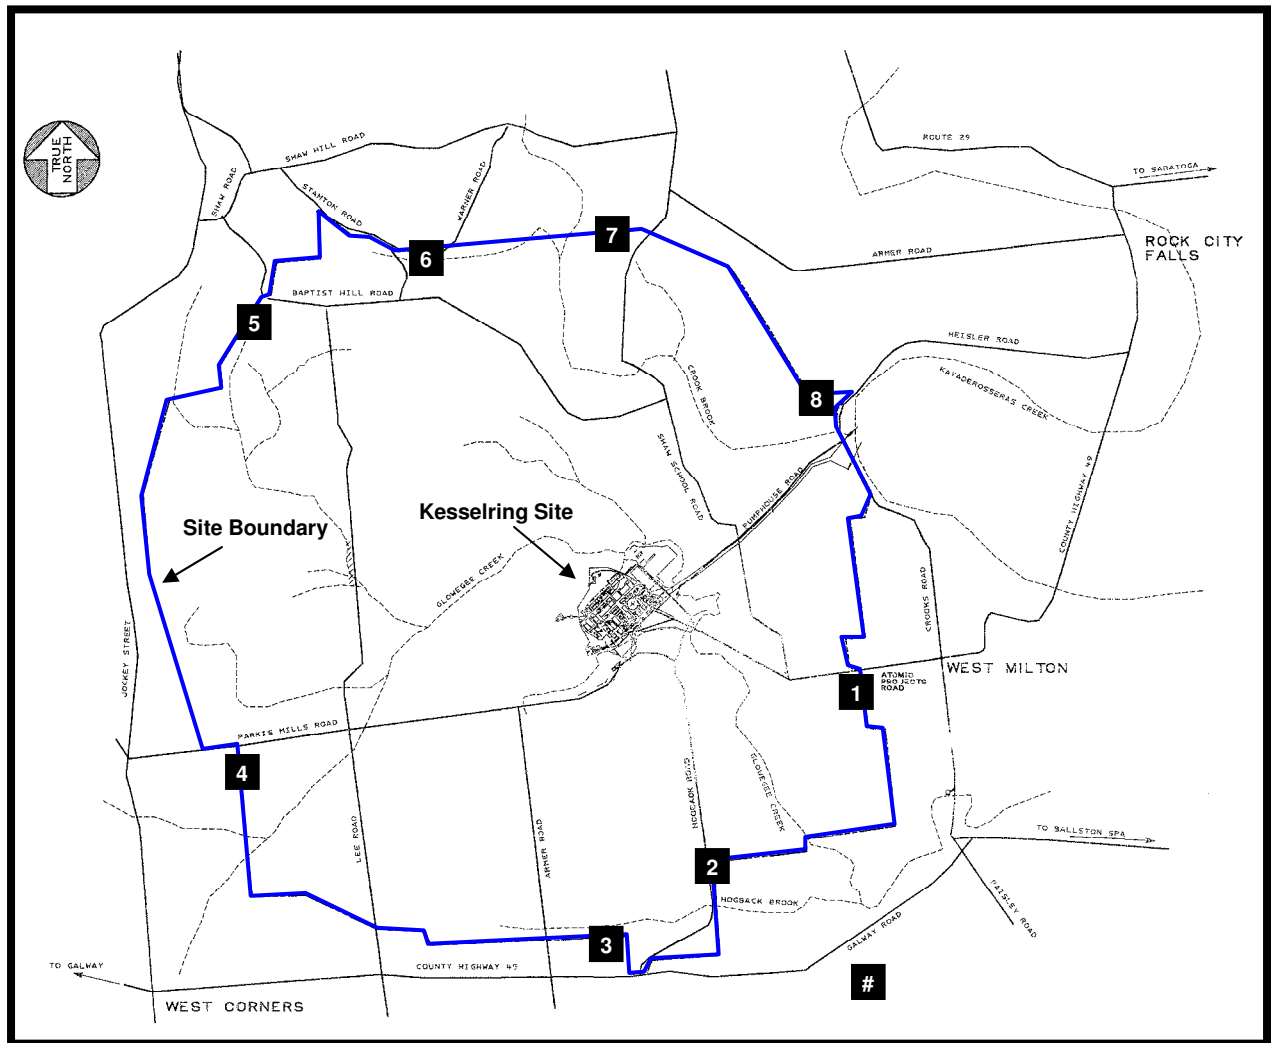 TRUE
NORTH
SHAW HILL ROAD
ROUTE 29
TO SARATOGA
SHAW ROAD
STANTON ROAD
WARNER ROAD
7
6
ARMER ROAD
ROCK CITY
FALLS
BAPTIST HILL ROAD
5
HEISLER ROAD
KAYADEROSSERAS CREEK
CROOK BROOK
8
SHAW SCHOOL ROAD
PUMPHOUSE ROAD
COUNTY HIGHWAY 49
Kesselring Site
Site Boundary
GLOWEGEE CREEK
CROOKS ROAD
JOCKEY STREET
WEST MILTON
ATOMIC
PROJECTS
ROAD
1
PARKIS MILLS ROAD
4
HOGBACK ROAD
GLOWEGEE CREEK
LEE ROAD
ARMER ROAD
TO BALLSTON SPA
2
HOGBACK BROOK
PAISLEY ROAD
GALWAY ROAD
3
TO GALWAY
COUNTY HIGHWAY 45
#
WEST CORNERS